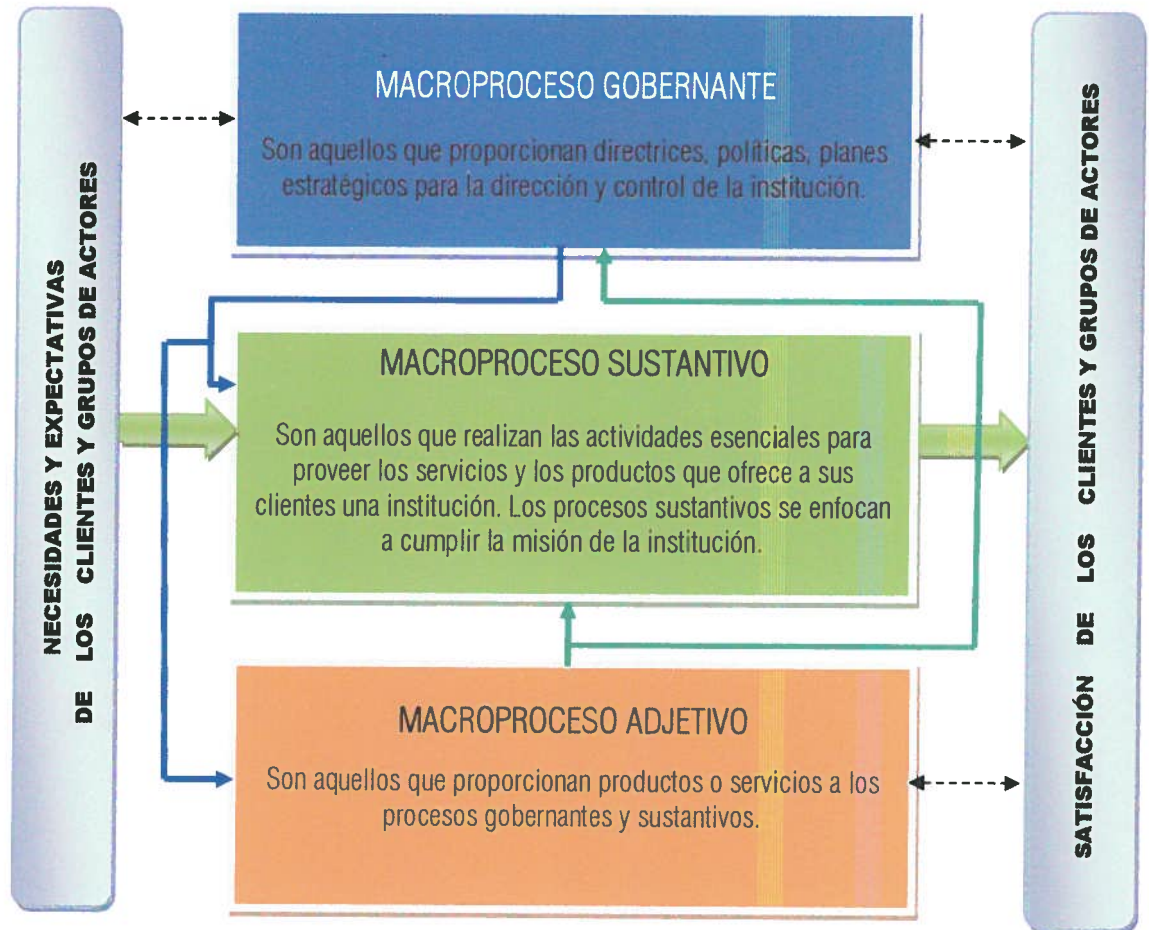 NECESIDADES Y EXPECTATIVAS
DE LOS CLIENTES Y GRUPOS DE ACTORES
MACROPROCESO GOBERNANTE
Son aquellos que proporcionan directrices, políticas, planes
estratégicos para la dirección y control de la institución.
MACROPROCESO SUSTANTIVO
Son aquellos que realizan las actividades esenciales para
proveer los servicios y los productos que ofrece a sus
clientes una institución. Los procesos sustantivos se enfocan
a cumplir la misión de la institución.
MACROPROCESO ADJETIVO
Son aquellos que proporcionan productos o servicios a los
procesos gobernantes y sustantivos.
SATISFACCIÓN DE LOS CLIENTES Y GRUPOS DE ACTORES